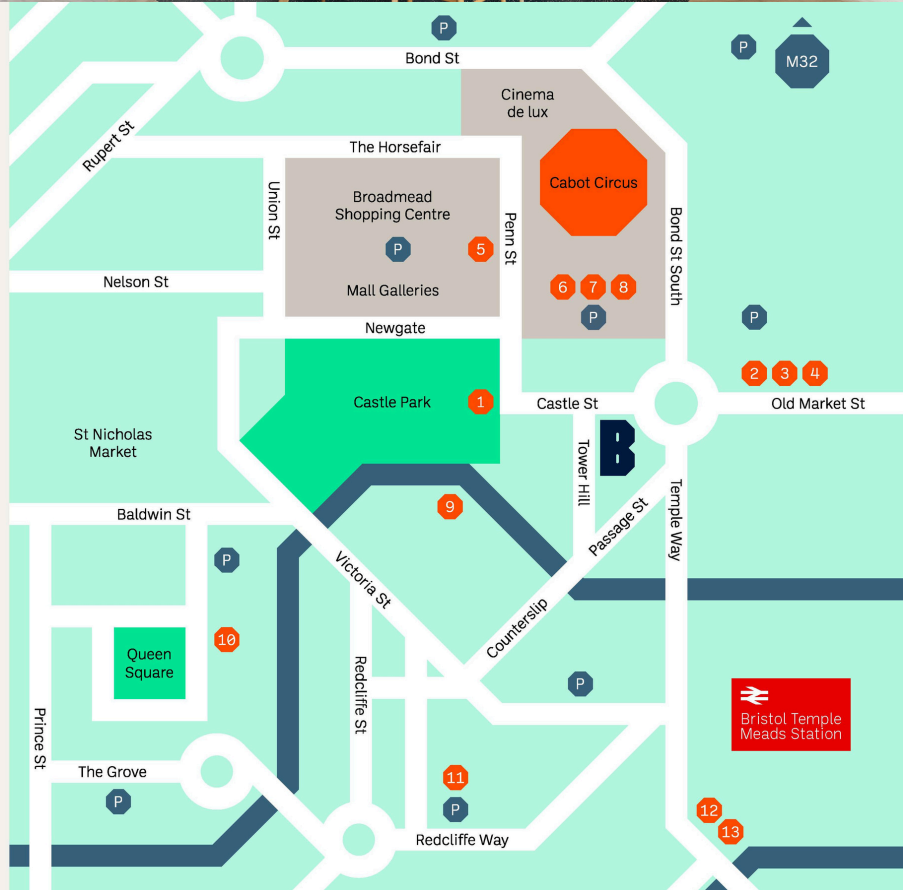 P
Bond St
P
M32
Cinema
de lux
Rupert St
The Horsefair
Cabot Circus
Union St
Broadmead
Shopping Centre
Penn St
Bond St South
P
5
Nelson St
Mall Galleries
6 7 8
P
P
Newgate
2 3 4
Castle Park
1
Castle St
Old Market St
St Nicholas
Market
Tower Hill
B
Temple Way
9
Passage St
Baldwin St
P
Victoria St
Counterslip
10
Queen
Square
Redcliffe St
P
Prince St
Bristol Temple
Meads Station
The Grove
P
11
P
12
13
Redcliffe Way